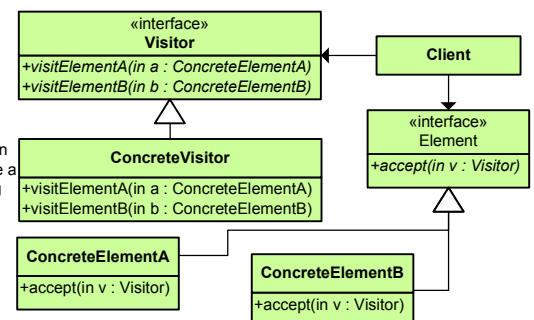 «interface»
Visitor
+visitElementA(in a : ConcreteElementA)
+visitElementB(in b : ConcreteElementB)
Client
«interface»
Element
+accept(in v : Visitor)
n
e a
ConcreteVisitor
+visitElementA(in a : ConcreteElementA)
+visitElementB(in b : ConcreteElementB)
ConcreteElementA
+accept(in v : Visitor)
ConcreteElementB
+accept(in v : Visitor)